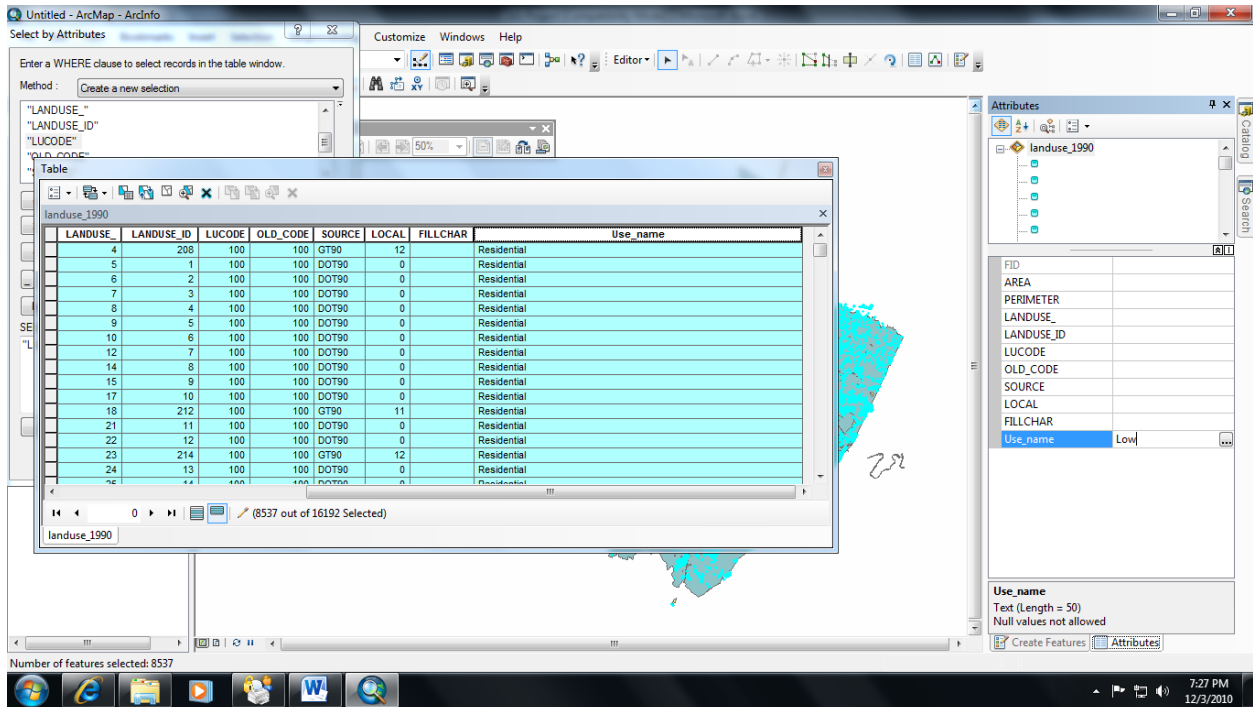 Untitled - ArcMap - ArcInfo
Select by Attributes
Customize Windows Help
Enter a WHERE clause to select records in the table window.
Method : Create a new selection
Editor
"LANDUSE_"
"LANDUSE_ID"
"LUCODE"
"OLD_CODE"
50%
Table
landuse_1990
LANDUSE_ LANDUSE_ID LUCODE OLD_CODE SOURCE LOCAL FILLCHAR Use_name
4 208 100 100 GT90 12 Residential
5 1 100 100 DOT90 0 Residential
6 2 100 100 DOT90 0 Residential
7 3 100 100 DOT90 0 Residential
8 4 100 100 DOT90 0 Residential
9 5 100 100 DOT90 0 Residential
10 6 100 100 DOT90 0 Residential
12 7 100 100 DOT90 0 Residential
14 8 100 100 DOT90 0 Residential
15 9 100 100 DOT90 0 Residential
17 10 100 100 DOT90 0 Residential
18 212 100 100 GT90 11 Residential
21 11 100 100 DOT90 0 Residential
22 12 100 100 DOT90 0 Residential
23 214 100 100 GT90 12 Residential
24 13 100 100 DOT90 0 Residential
0
(8537 out of 16192 Selected)
landuse_1990
SE
"L
Attributes
landuse_1990
FID
AREA
PERIMETER
LANDUSE_
LANDUSE_ID
LUCODE
OLD_CODE
SOURCE
LOCAL
FILLCHAR
Use_name Low
Use_name
Text (Length = 50)
Null values not allowed
Create Features Attributes
Catalog
Search
Number of features selected: 8537
7:27 PM
12/3/2010